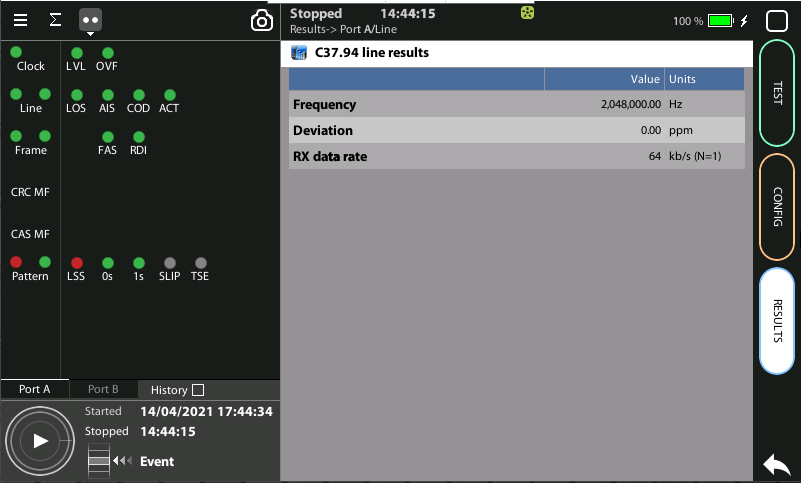 Stopped 14:44:15
Results-> Port A/Line
100 %
Clock LVL OVF
Line LOS AIS COD ACT
Frame FAS RDI
CRC MF
CAS MF
Pattern LSS 0s 1s SLIP TSE
Port A Port B History
Started 14/04/2021 17:44:34
Stopped 14:44:15
Event
C37.94 line results
Value Units
Frequency 2,048,000.00 Hz
Deviation 0.00 ppm
RX data rate 64 kb/s (N=1)
TEST
CONFIG
RESULTS